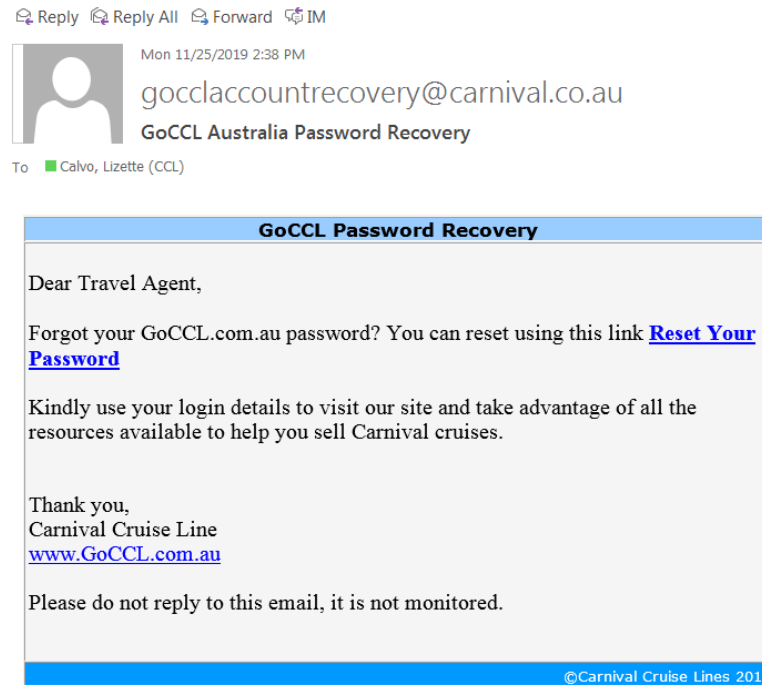 Reply Reply All Forward IM
Mon 11/25/2019 2:38 PM
gocclaccountrecovery@carnival.co.au
GoCCL Australia Password Recovery
To Calvo, Lizette (CCL)
GoCCL Password Recovery
Dear Travel Agent,
Forgot your GoCCL.com.au password? You can reset using this link Reset Your
Password
Kindly use your login details to visit our site and take advantage of all the
resources available to help you sell Carnival cruises.
Thank you,
Carnival Cruise Line
www.GoCCL.com.au
Please do not reply to this email, it is not monitored.
©Carnival Cruise Lines 201